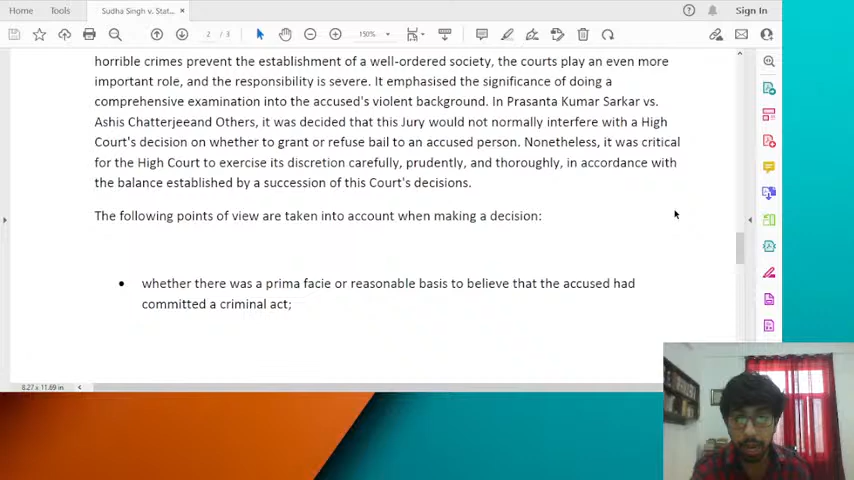 Home Tools Sudha Singh v. Stat... × Sign In
2 / 3 150%
horrible crimes prevent the establishment of a well-ordered society, the courts play an even more
important role, and the responsibility is severe. It emphasised the significance of doing a
comprehensive examination into the accused's violent background. In Prasanta Kumar Sarkar vs.
Ashis Chatterjeeand Others, it was decided that this Jury would not normally interfere with a High
Court's decision on whether to grant or refuse bail to an accused person. Nonetheless, it was critical
for the High Court to exercise its discretion carefully, prudently, and thoroughly, in accordance with
the balance established by a succession of this Court's decisions.
The following points of view are taken into account when making a decision:
• whether there was a prima facie or reasonable basis to believe that the accused had
committed a criminal act;
8.27 x 11.69 in